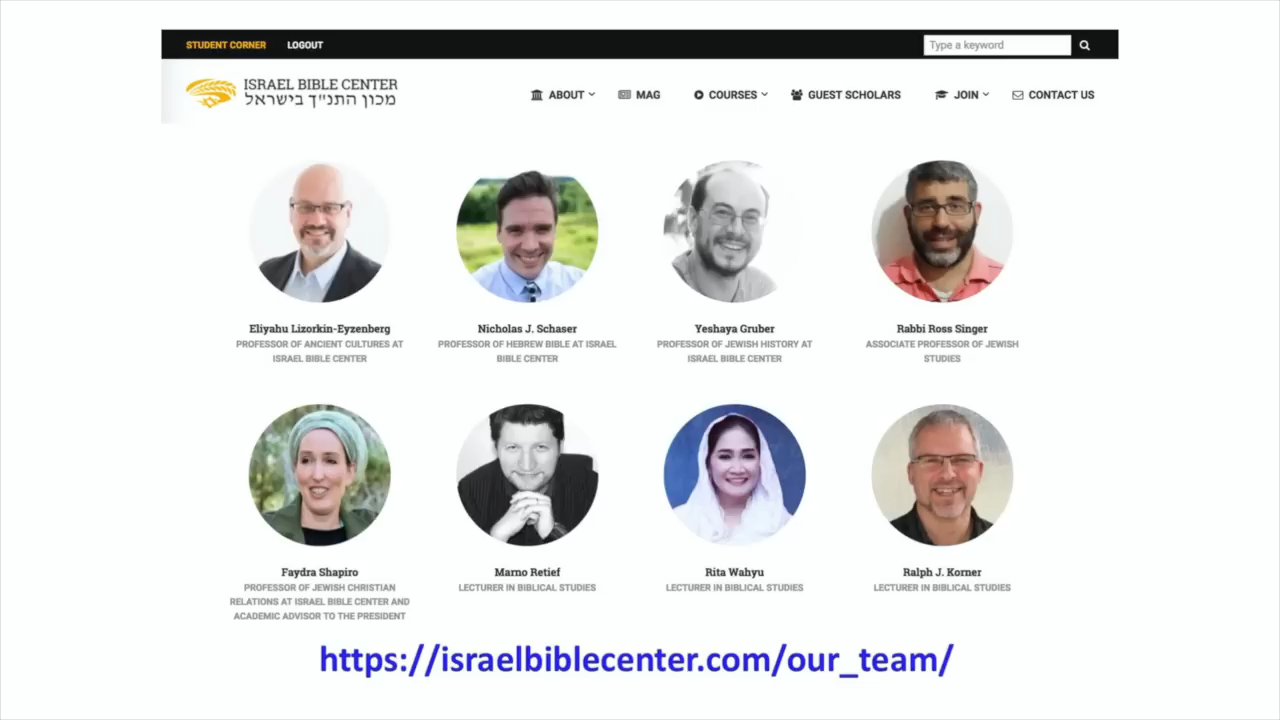 STUDENT CORNER LOGOUT Type a keyword
ISRAEL BIBLE CENTER
מכון התנ"ך בישראל
ABOUT MAG COURSES GUEST SCHOLARS JOIN CONTACT US
Eliyahu Lizorkin-Eyzenberg
PROFESSOR OF ANCIENT CULTURES AT
ISRAEL BIBLE CENTER
Nicholas J. Schaser
PROFESSOR OF HEBREW BIBLE AT ISRAEL
BIBLE CENTER
Yeshaya Gruber
PROFESSOR OF JEWISH HISTORY AT
ISRAEL BIBLE CENTER
Rabbi Ross Singer
ASSOCIATE PROFESSOR OF JEWISH
STUDIES
Faydra Shapiro
PROFESSOR OF JEWISH CHRISTIAN
RELATIONS AT ISRAEL BIBLE CENTER AND
ACADEMIC ADVISOR TO THE PRESIDENT
Marno Retief
LECTURER IN BIBLICAL STUDIES
Rita Wahyu
LECTURER IN BIBLICAL STUDIES
Ralph J. Korner
LECTURER IN BIBLICAL STUDIES
https://israelbiblecenter.com/our_team/